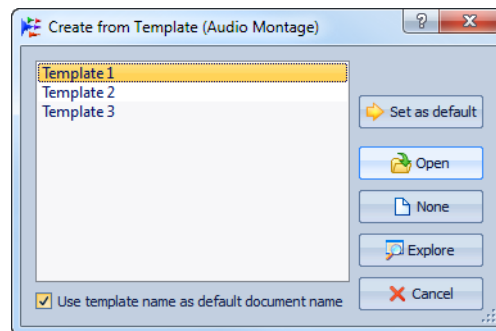 Create from Template (Audio Montage)
Template 1
Template 2
Template 3
Set as default
Open
None
Explore
Cancel
Use template name as default document name